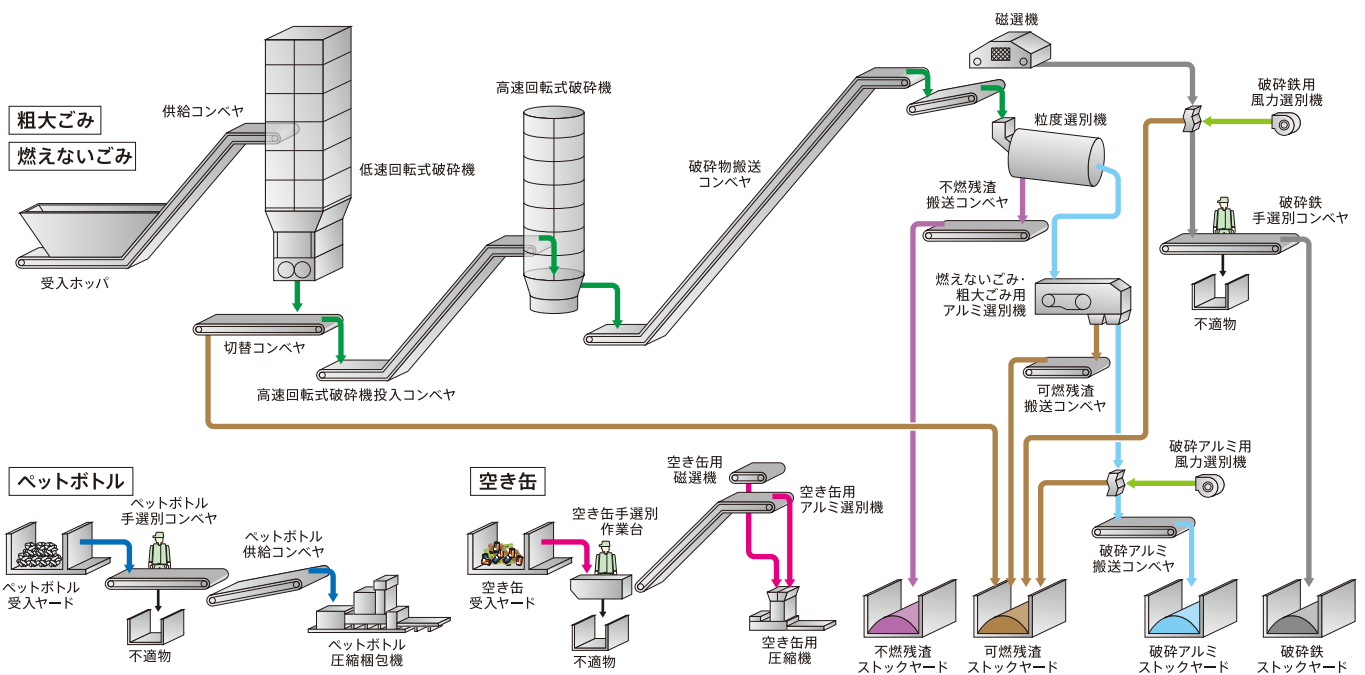 粗大ごみ
燃えないごみ
受入ホッパ
供給コンベヤ
低速回転式破砕機
切替コンベヤ
高速回転式破砕機投入コンベヤ
高速回転式破砕機
破砕物搬送
コンベヤ
磁選機
粒度選別機
不燃残渣
搬送コンベヤ
燃えないごみ・
粗大ごみ用
アルミ選別機
可燃残渣
搬送コンベヤ
破砕鉄用
風力選別機
破砕鉄
手選別コンベヤ
不適物
破砕アルミ用
風力選別機
破砕アルミ
搬送コンベヤ
ペットボトル
ペットボトル
受入ヤード
ペットボトル
手選別コンベヤ
不適物
ペットボトル
供給コンベヤ
ペットボトル
圧縮梱包機
空き缶
空き缶
受入ヤード
空き缶手選別
作業台
不適物
空き缶用
磁選機
空き缶用
アルミ選別機
空き缶用
圧縮機
不燃残渣
ストックヤード
可燃残渣
ストックヤード
破砕アルミ
ストックヤード
破砕鉄
ストックヤード